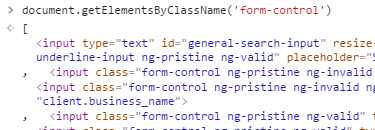 > document.getElementsByClassName('form-control')
< [
<input type="text" id="general-search-input" resize-
underline-input ng-pristine ng-valid" placeholder="S
, <input class="form-control ng-pristine ng-invalid
<input class="form-control ng-pristine ng-invalid ng
"client.business_name">
, <input class="form-control ng-pristine ng-valid" t